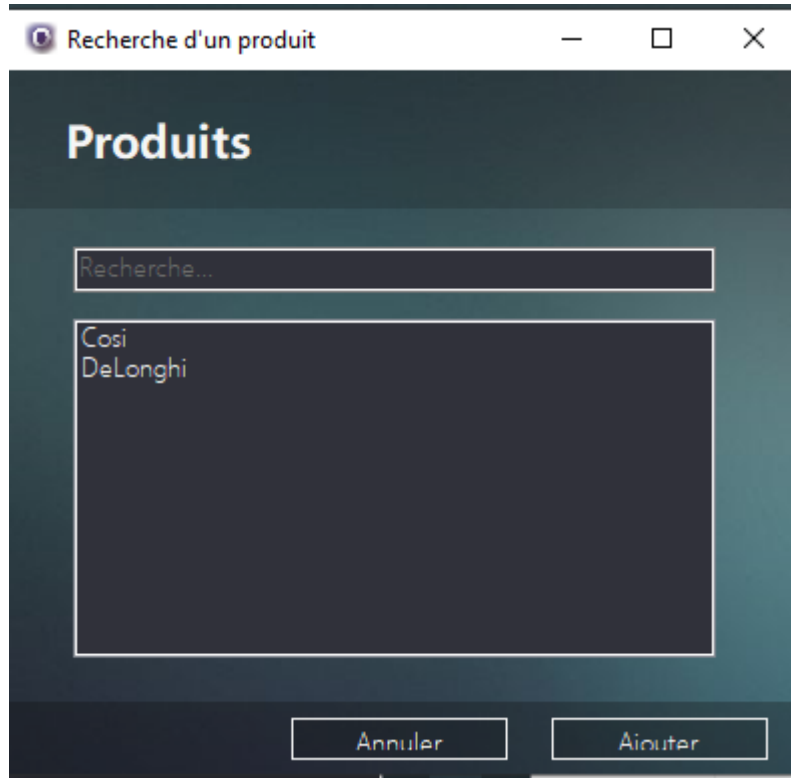 Recherche d'un produit
Produits
Recherche...
Cosi
DeLonghi
Annuler
Ajouter